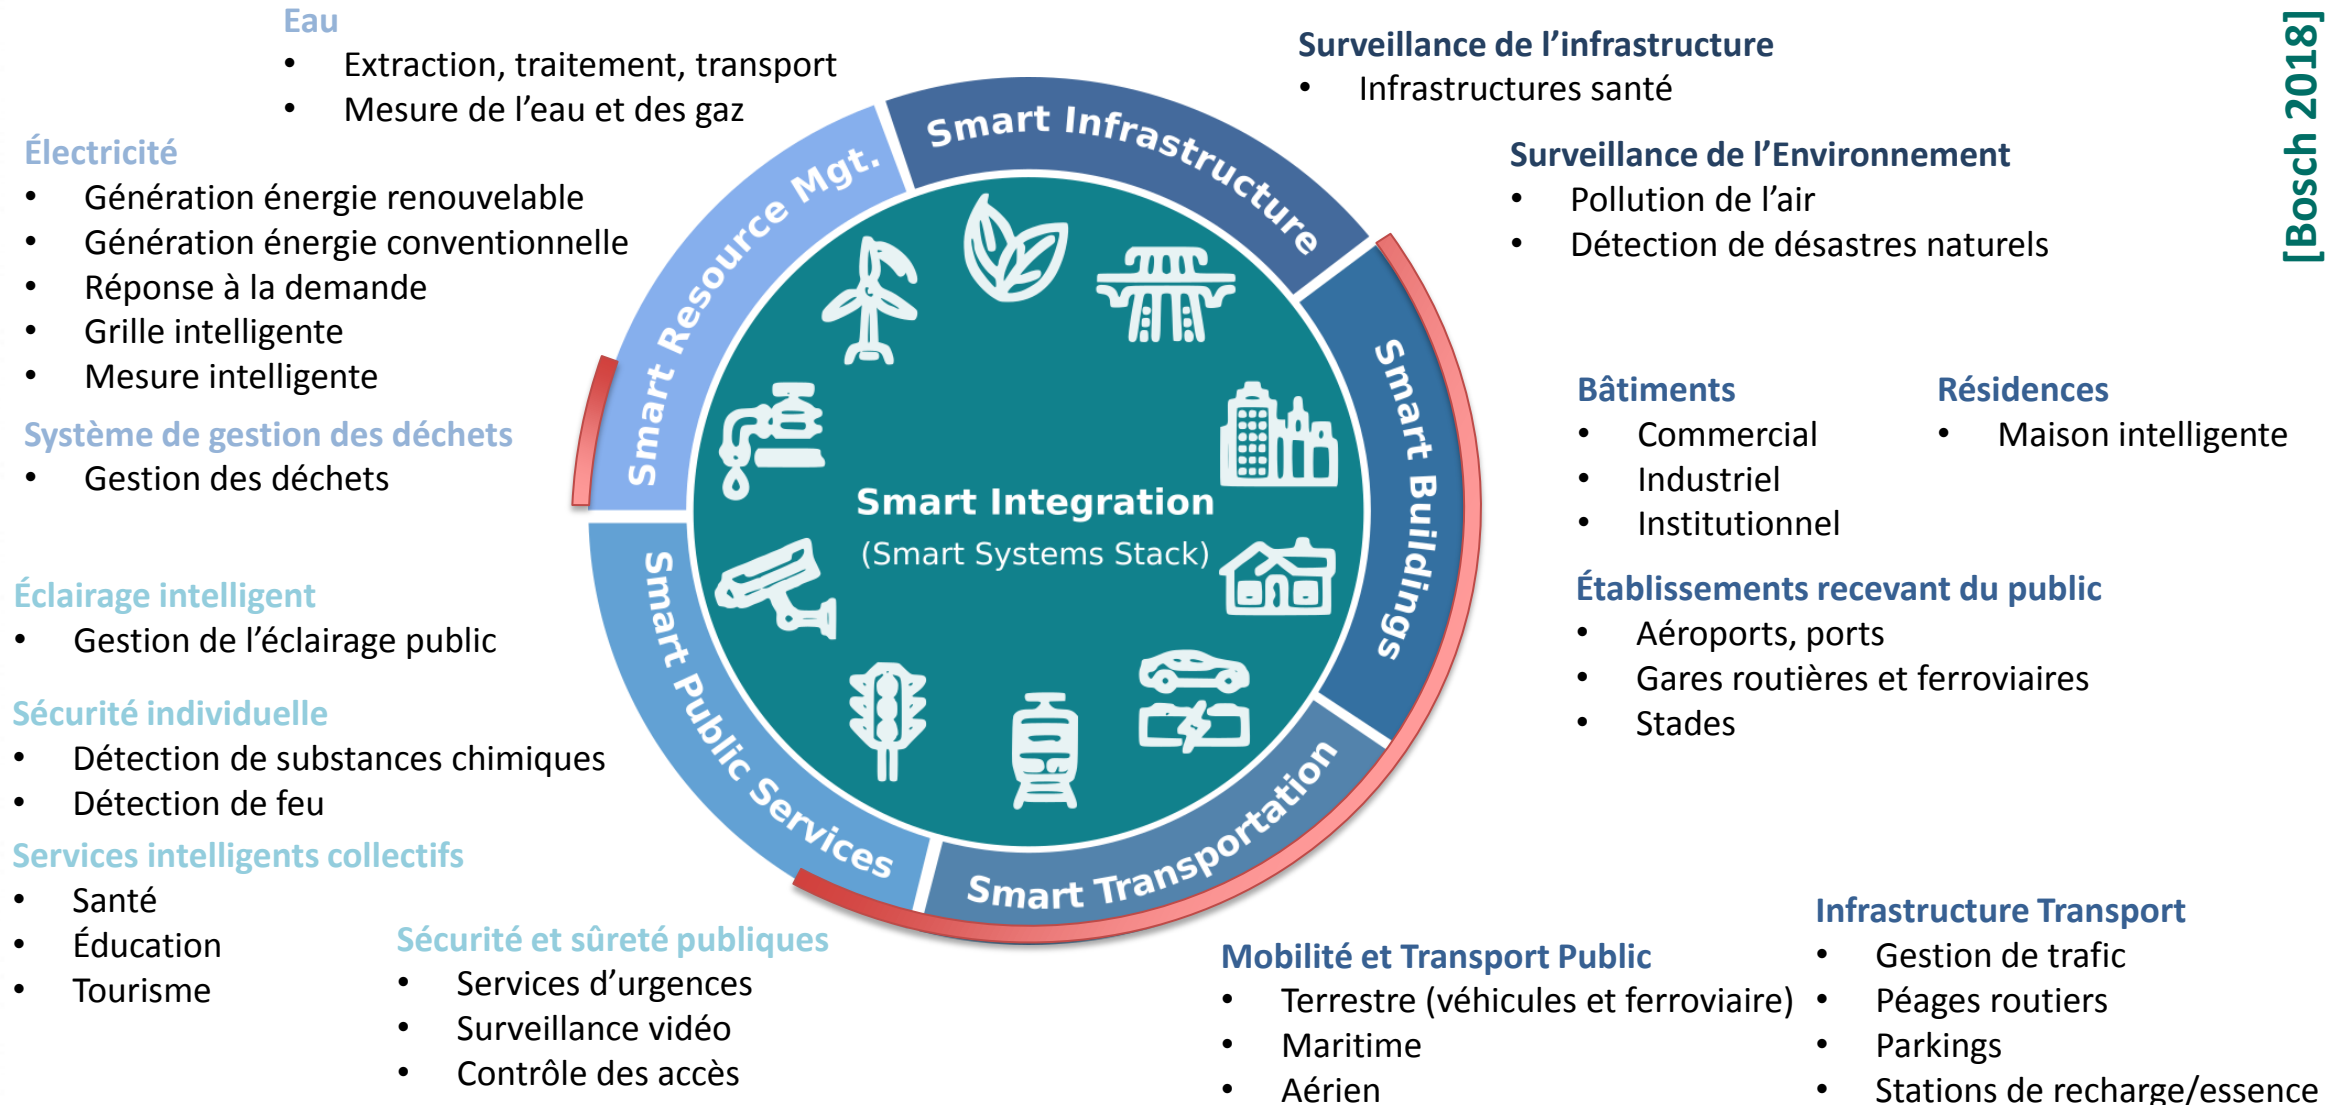 Eau
• Extraction, traitement, transport
• Mesure de l’eau et des gaz
Électricité
• Génération énergie renouvelable
• Génération énergie conventionnelle
• Réponse à la demande
• Grille intelligente
• Mesure intelligente
Système de gestion des déchets
• Gestion des déchets
Éclairage intelligent
• Gestion de l’éclairage public
Sécurité individuelle
• Détection de substances chimiques
• Détection de feu
Services intelligents collectifs
• Santé
• Éducation
• Tourisme
Sécurité et sûreté publiques
• Services d’urgences
• Surveillance vidéo
• Contrôle des accès
Smart Resource Mgt.
Smart Infrastructure
Smart Buildings
Smart Transportation
Smart Public Services
Smart Integration
(Smart Systems Stack)
Surveillance de l’infrastructure
• Infrastructures santé
Surveillance de l’Environnement
• Pollution de l’air
• Détection de désastres naturels
[Bosch 2018]
Bâtiments
• Commercial
• Industriel
• Institutionnel
Résidences
• Maison intelligente
Établissements recevant du public
• Aéroports, ports
• Gares routières et ferroviaires
• Stades
Mobilité et Transport Public
• Terrestre (véhicules et ferroviaire)
• Maritime
• Aérien
Infrastructure Transport
• Gestion de trafic
• Péages routiers
• Parkings
• Stations de recharge/essence